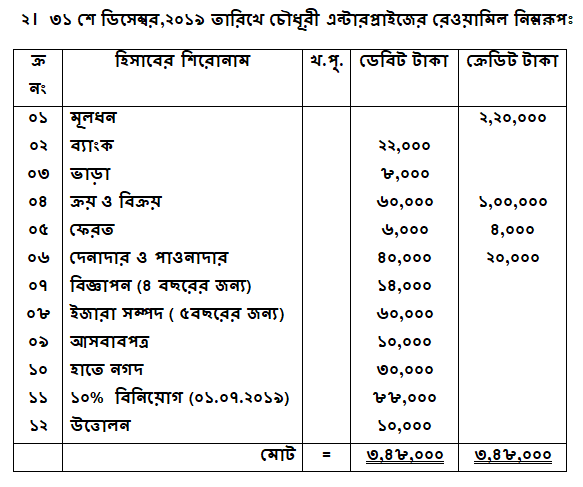 ২। ৩১ শে ডিসেম্বর,২০১৯ তারিখে চৌধূরী এন্টারপ্রাইজের রেওয়ামিল নিম্নরূপঃ
ক্র নং হিসাবের শিরোনাম খ.পৃ. ডেবিট টাকা ক্রেডিট টাকা
০১ মূলধন ২,২০,০০০
০২ ব্যাংক ২২,০০০
০৩ ভাড়া ৮,০০০
০৪ ক্রয় ও বিক্রয় ৬০,০০০ ১,০০,০০০
০৫ ফেরত ৬,০০০ ৪,০০০
০৬ দেনাদার ও পাওনাদার ৪০,০০০ ২০,০০০
০৭ বিজ্ঞাপন (৪ বছরের জন্য) ১৪,০০০
০৮ ইজারা সম্পদ ( ৫বছরের জন্য) ৬০,০০০
০৯ আসবাবপত্র ১০,০০০
১০ হাতে নগদ ৩০,০০০
১১ ১০% বিনিয়োগ (০১.০৭.২০১৯) ৮৮,০০০
১২ উত্তোলন ১০,০০০
মোট = ৩,৪৮,০০০ ৩,৪৮,০০০